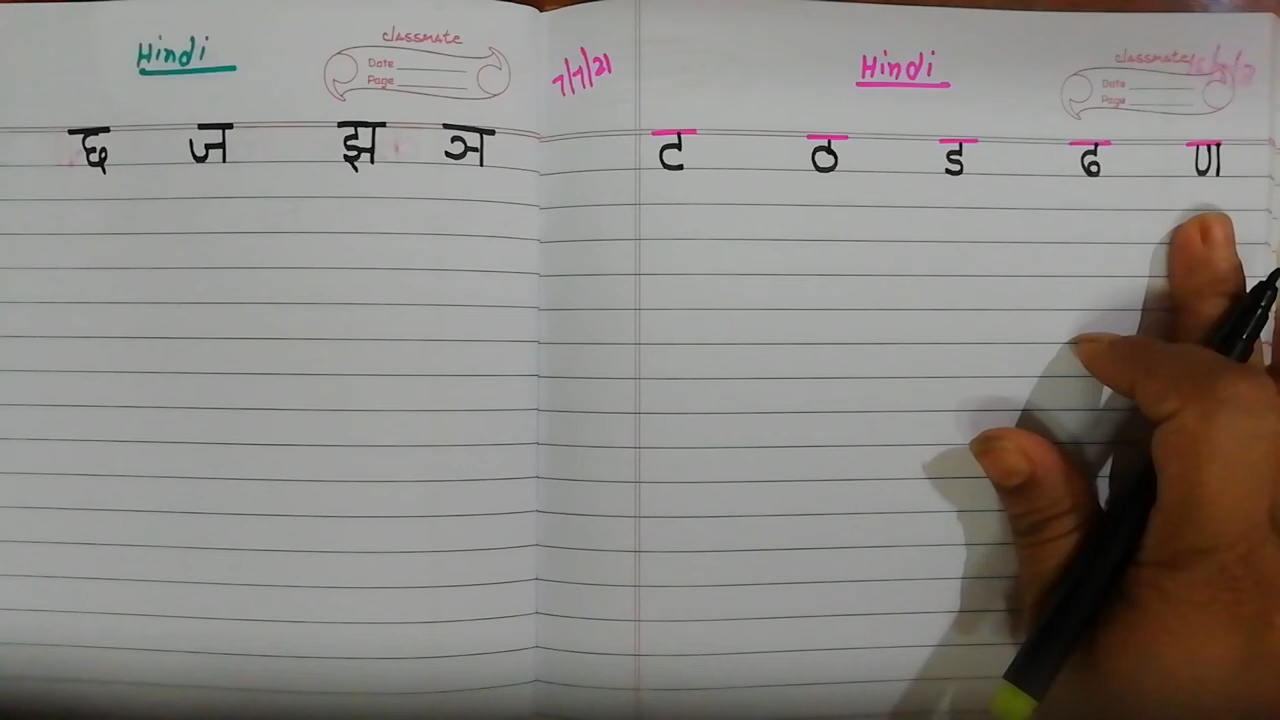 Hindi
classmate
Date
Page
छ ज झ ञ
7/7/21
Hindi
classmate
Date
Page
ट ठ ड ढ ण